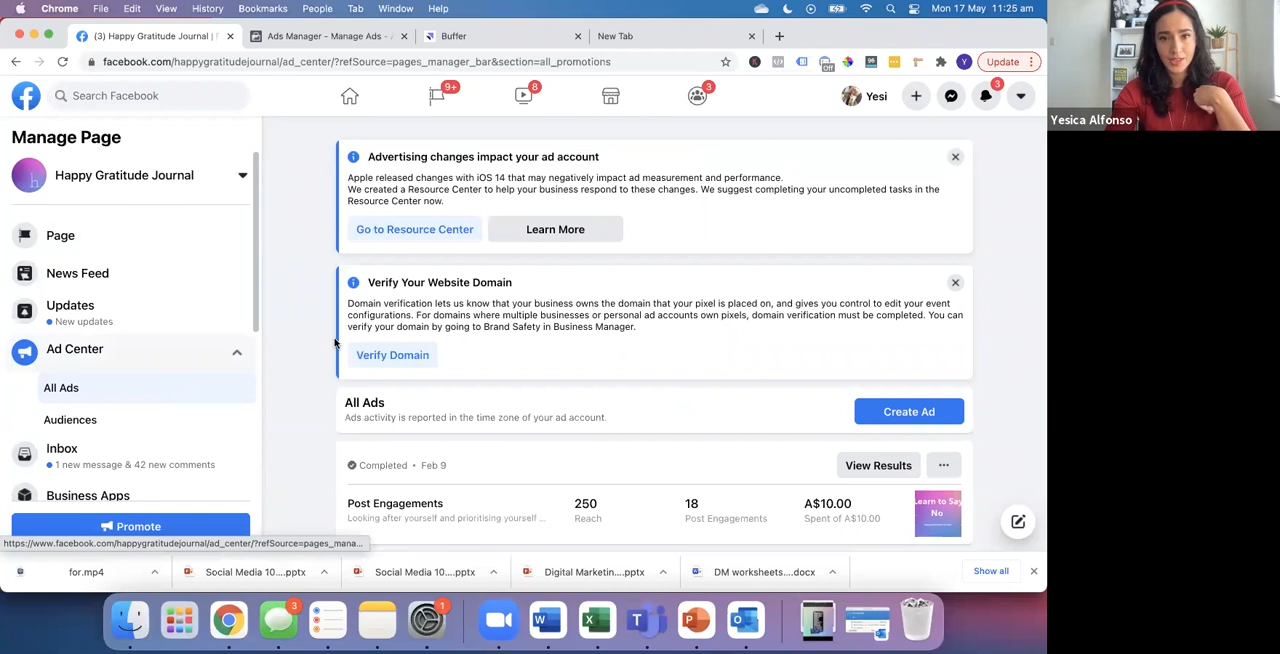 Chrome File Edit View History Bookmarks People Tab Window Help Mon 17 May 11:25 am
(3) Happy Gratitude Journal | F Ads Manager - Manage Ads - Buffer New Tab
facebook.com/happygratitudejournal/ad_center/?refSource=pages_manager_bar&section=all_promotions Off 96 Y Update
Search Facebook 9+ 8 3 Yesi 3
Yesica Alfonso
Manage Page
Happy Gratitude Journal
Page
News Feed
Updates
New updates
Ad Center
All Ads
Audiences
Inbox
1 new message & 42 new comments
Business Apps
Promote
https://www.facebook.com/happygratitudejournal/ad_center/?refSource=pages_mana...
Advertising changes impact your ad account
Apple released changes with iOS 14 that may negatively impact ad measurement and performance.
We created a Resource Center to help your business respond to these changes. We suggest completing your uncompleted tasks in the
Resource Center now.
Go to Resource Center Learn More
Verify Your Website Domain
Domain verification lets us know that your business owns the domain that your pixel is placed on, and gives you control to edit your event
configurations. For domains where multiple businesses or personal ad accounts own pixels, domain verification must be completed. You can
verify your domain by going to Brand Safety in Business Manager.
Verify Domain
All Ads
Ads activity is reported in the time zone of your ad account.
Create Ad
Completed • Feb 9 View Results
Post Engagements 250 18 A$10.00
Looking after yourself and prioritising yourself ... Reach Post Engagements Spent of A$10.00
Learn to Say
No
for.mp4 Social Media 10....pptx Social Media 10....pptx Digital Marketin....pptx DM worksheets....docx Show all
3 1